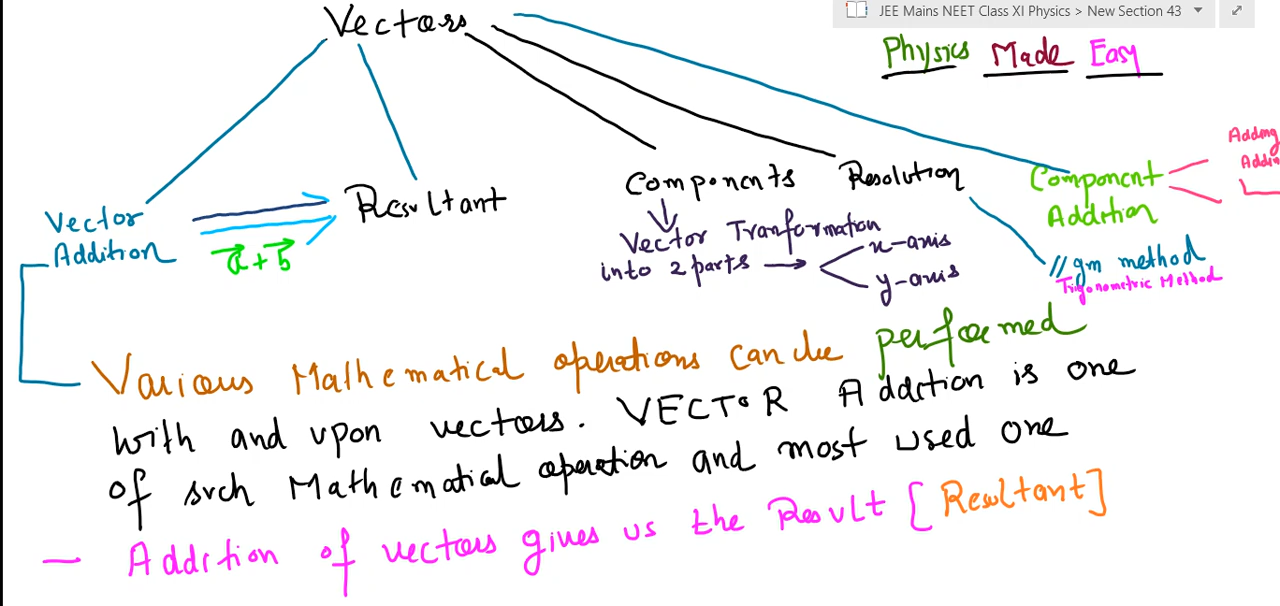 JEE Mains NEET Class XI Physics > New Section 43
Vectors
Physics Made Easy
Vector
Addition
a + b
Resultant
Components
Vector Tranformation
into 2 parts
x-axis
y-axis
Resolution
Component
Addition
Adding
// gm method
Trigonometric Method
Various Mathematical operations can be performed
with and upon vectors. VECTOR Addition is one
of such Mathematical operation and most used one
— Addition of vectors gives us the Result [Resultant]